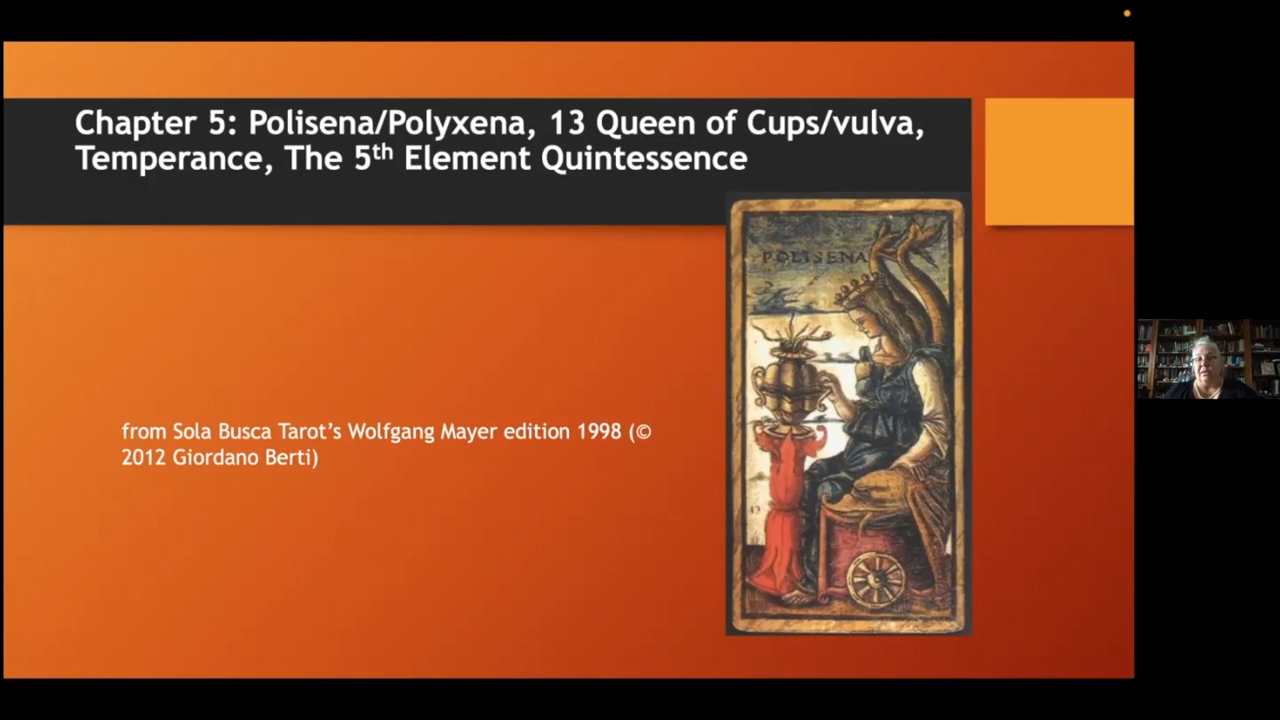 Chapter 5: Polisena/Polyxena, 13 Queen of Cups/vulva,
Temperance, The 5th Element Quintessence
POLISENA
from Sola Busca Tarot’s Wolfgang Mayer edition 1998 (©
2012 Giordano Berti)
13